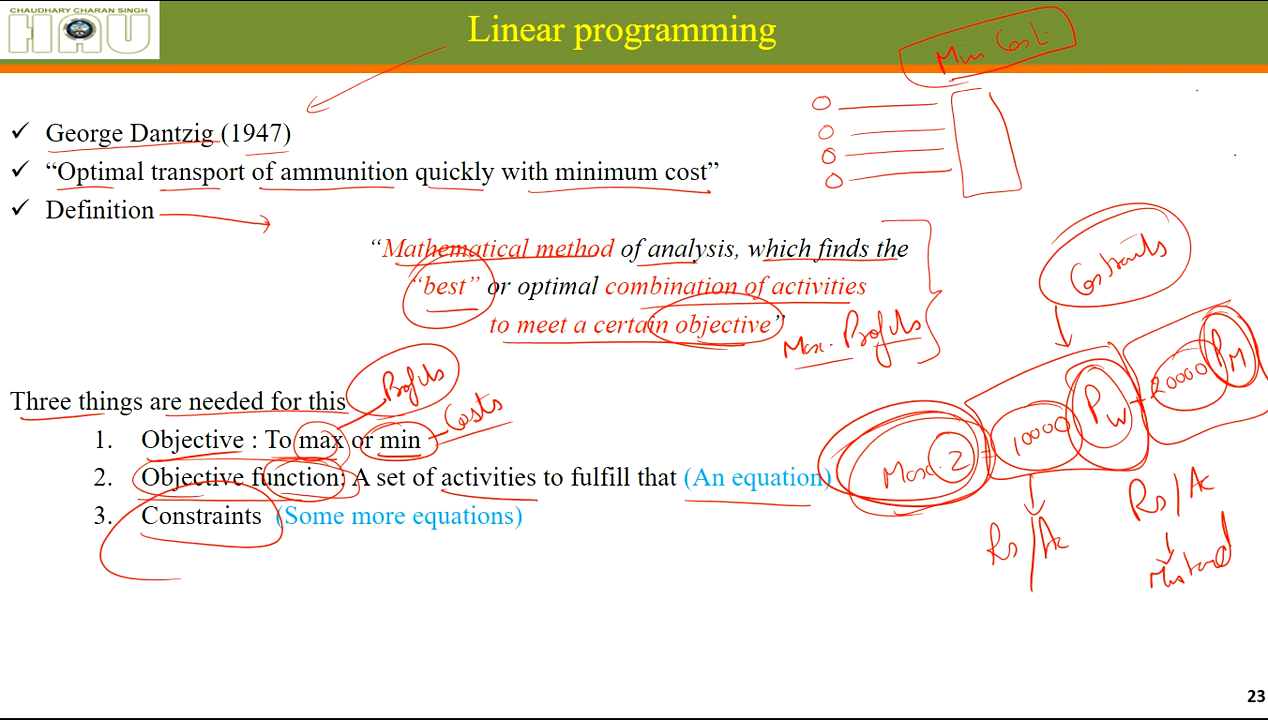 CHAUDHARY CHARAN SINGH
HAU
Linear programming
Min Cost
✓ George Dantzig (1947)
✓ “Optimal transport of ammunition quickly with minimum cost”
✓ Definition
“Mathematical method of analysis, which finds the
“best” or optimal combination of activities
to meet a certain objective”
Max. Profits
Costraits
Three things are needed for this
Profits
Costs
1. Objective : To max or min
2. Objective function: A set of activities to fulfill that (An equation)
3. Constraints (Some more equations)
Max. Z = 10000 PW + 20000 PM
Rs/Ac
Rs/Ac
Mustard
23